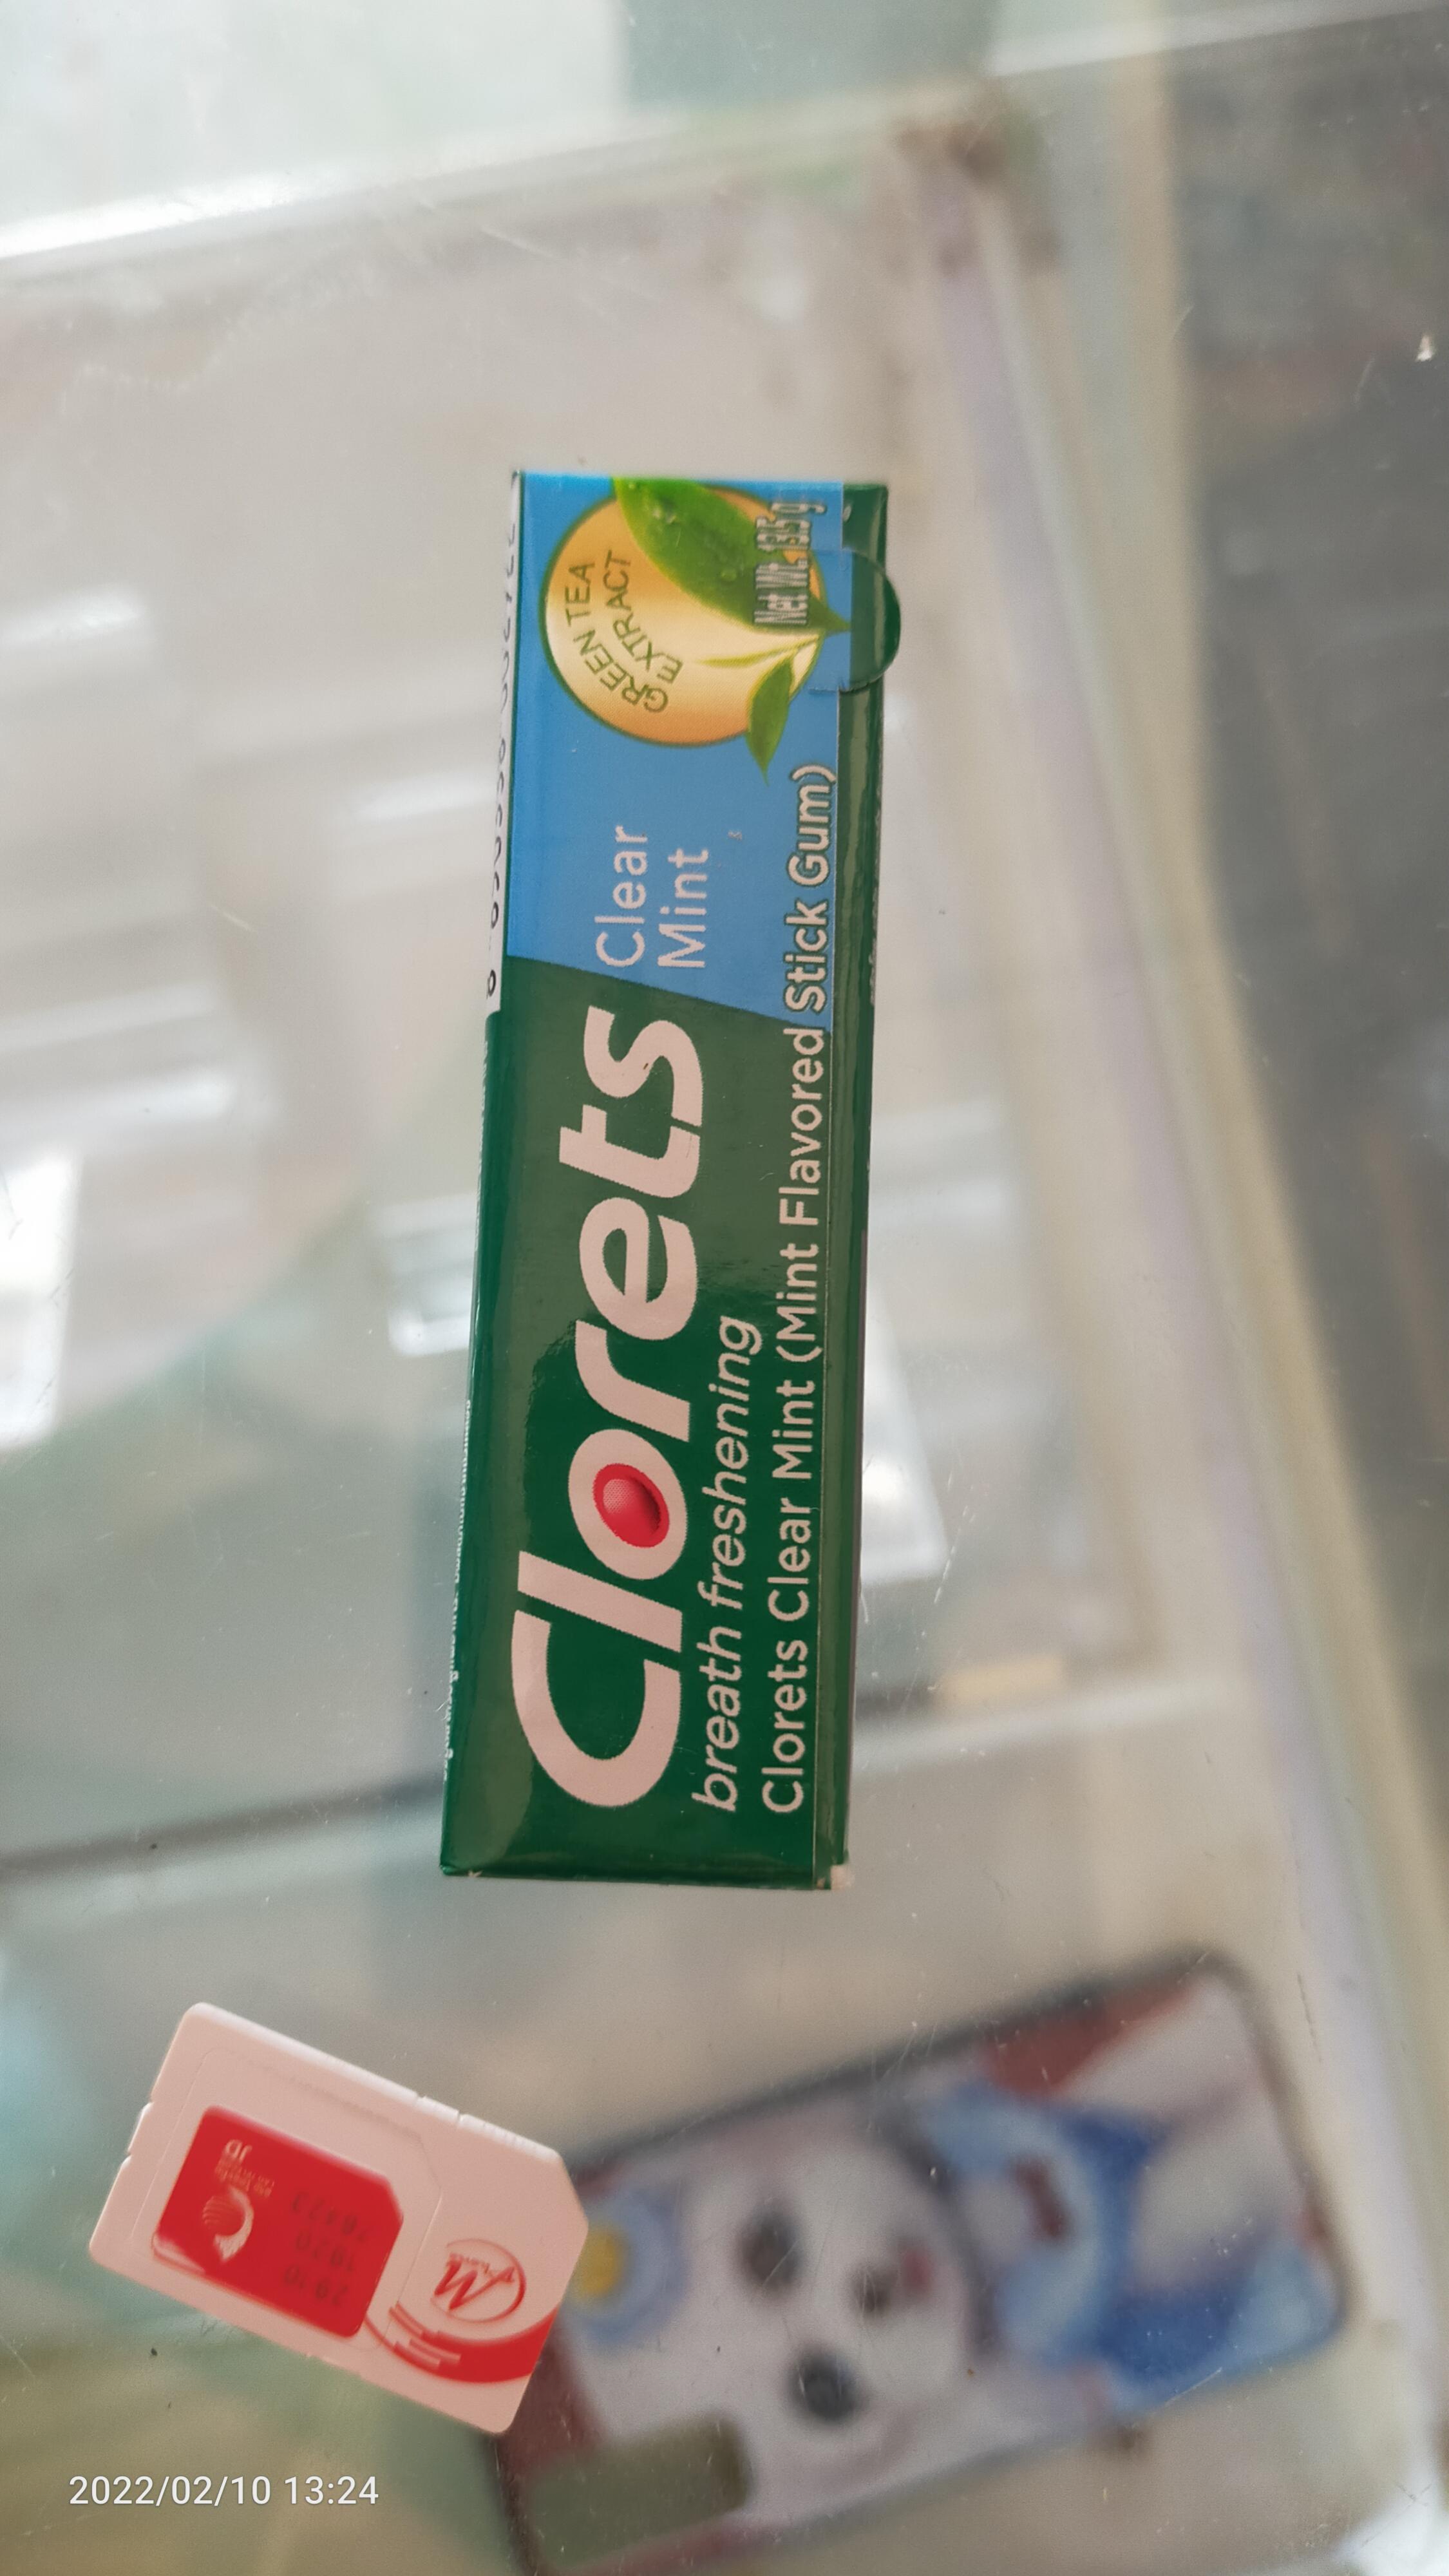 Clorets
breath freshening
Clorets Clear Mint (Mint Flavored Stick Gum)
Clear
Mint
GREEN TEA
EXTRACT
Net Wt. 13.5 g
M
2022/02/10 13:24